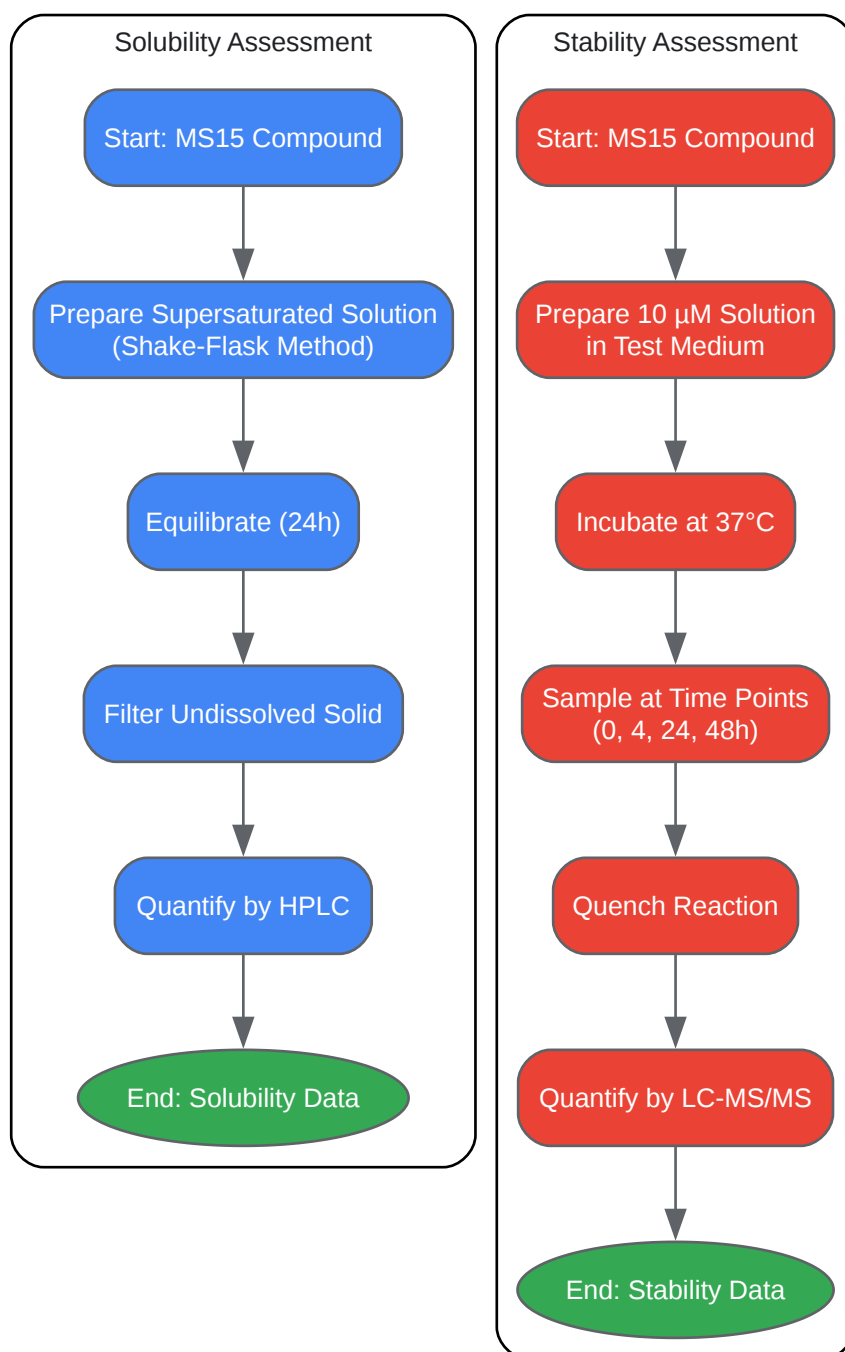 Solubility Assessment
Start: MS15 Compound
Prepare Supersaturated Solution
(Shake-Flask Method)
Equilibrate (24h)
Filter Undissolved Solid
Quantify by HPLC
End: Solubility Data
Stability Assessment
Start: MS15 Compound
Prepare 10 µM Solution
in Test Medium
Incubate at 37°C
Sample at Time Points
(0, 4, 24, 48h)
Quench Reaction
Quantify by LC-MS/MS
End: Stability Data